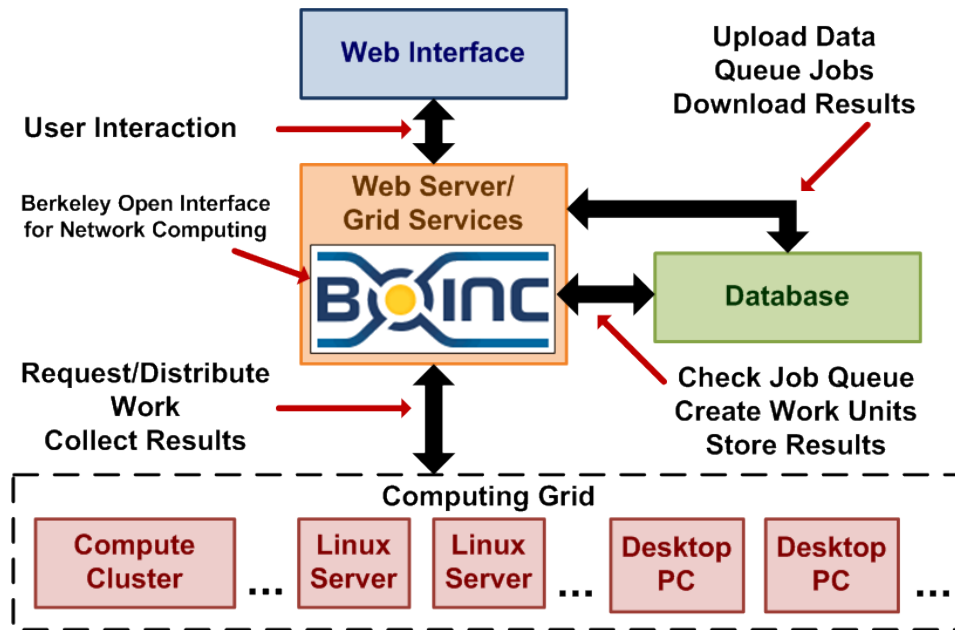 Web Interface
Upload Data
Queue Jobs
Download Results
User Interaction
Web Server/
Grid Services
Berkeley Open Interface
for Network Computing
BOINC
Database
Request/Distribute
Work
Collect Results
Check Job Queue
Create Work Units
Store Results
Computing Grid
Compute
Cluster
...
Linux
Server
Linux
Server
...
Desktop
PC
Desktop
PC
...